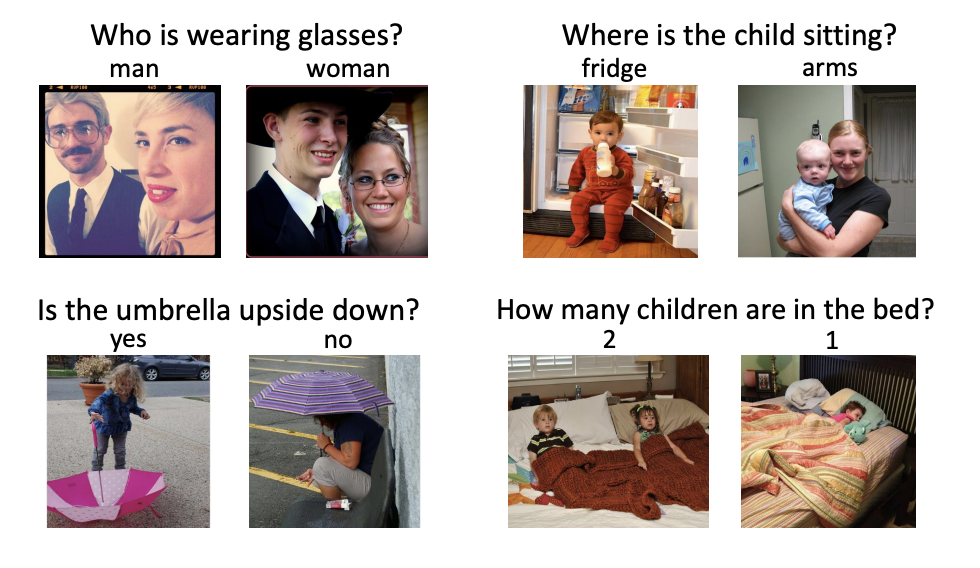 Who is wearing glasses?
man
woman
Where is the child sitting?
fridge
arms
Is the umbrella upside down?
yes
no
How many children are in the bed?
2
1